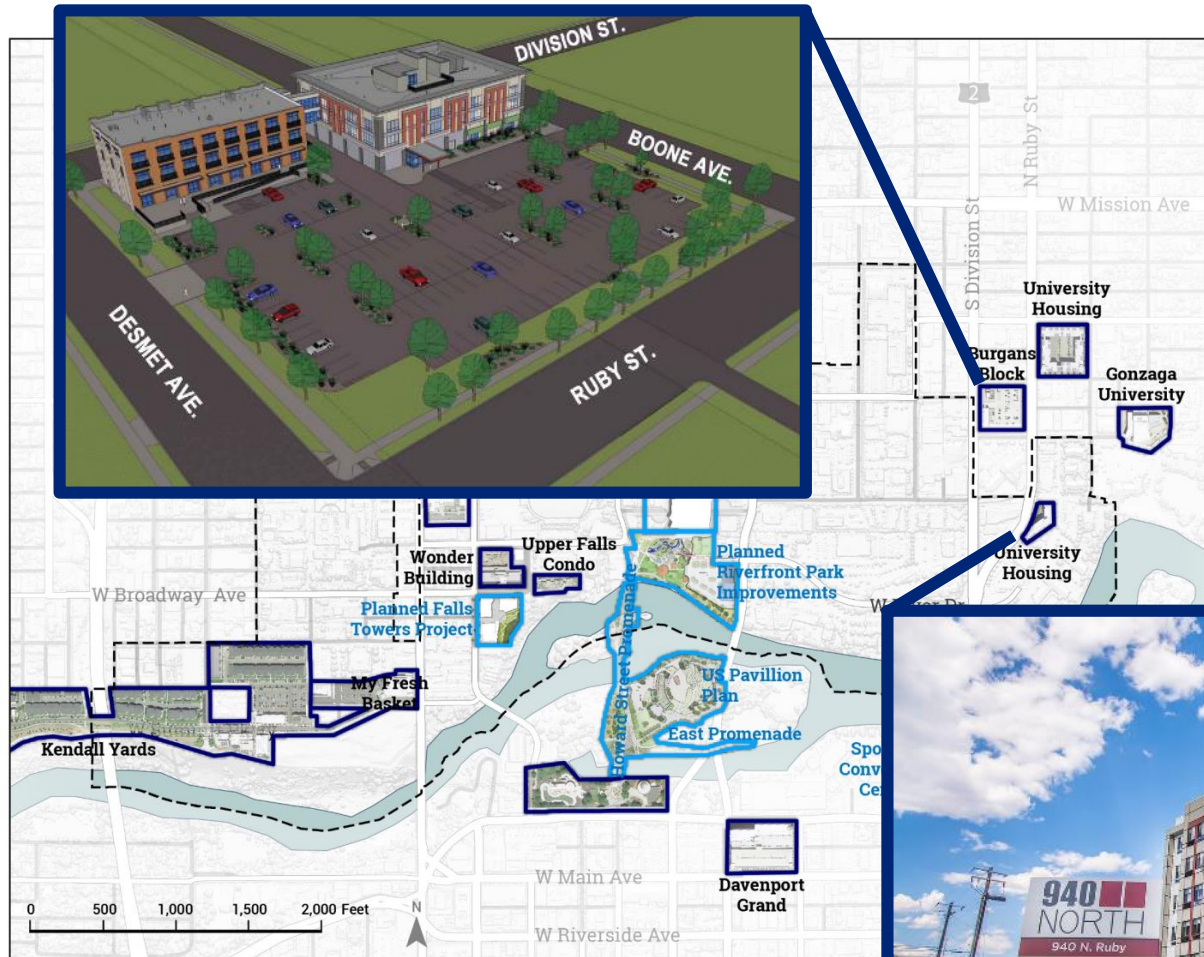 DIVISION ST.
BOONE AVE.
DESMET AVE.
RUBY ST.
2
N Ruby St
S Division St
W Mission Ave
University
Housing
Burgans
Block
Gonzaga
University
University
Housing
Wonder
Building
Upper Falls
Condo
Planned
Riverfront Park
Improvements
W Broadway Ave
Planned Falls
Towers Project
Howard Street Promenade
My Fresh
Basket
US Pavillion
Plan
East Promenade
Kendall Yards
Davenport
Grand
W Main Ave
W Riverside Ave
0 500 1,000 1,500 2,000 Feet
N
940
NORTH
940 N. Ruby